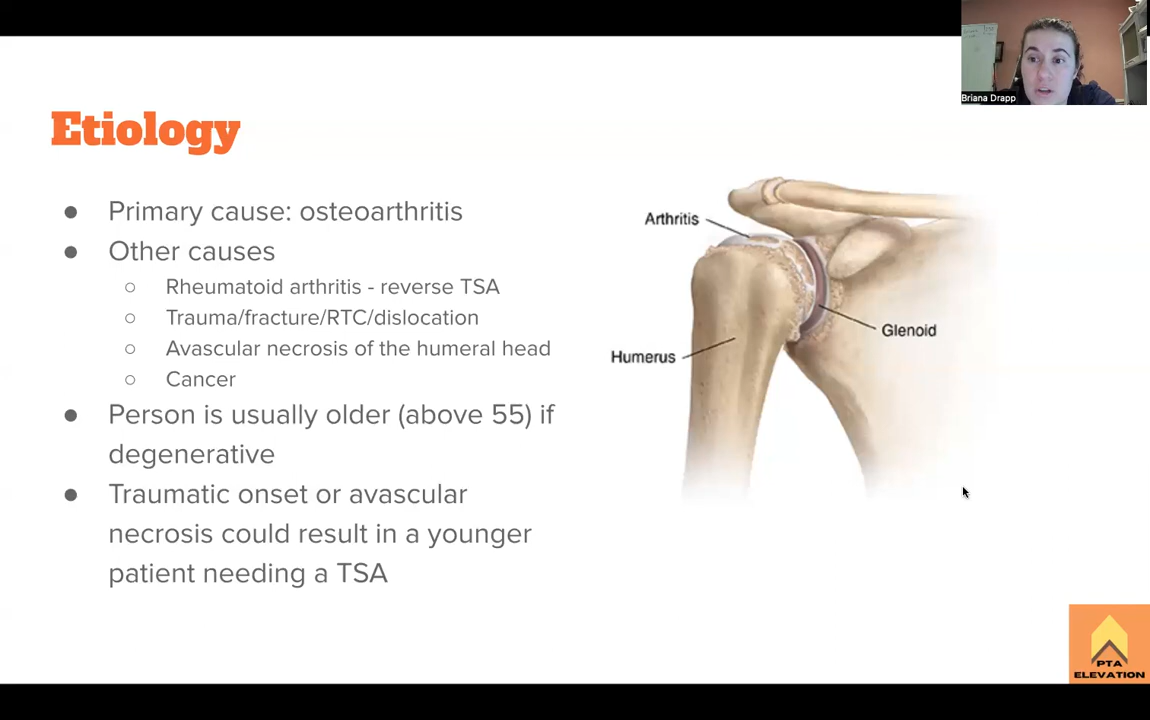 Briana Drapp
Etiology
● Primary cause: osteoarthritis
● Other causes
○ Rheumatoid arthritis - reverse TSA
○ Trauma/fracture/RTC/dislocation
○ Avascular necrosis of the humeral head
○ Cancer
● Person is usually older (above 55) if
degenerative
● Traumatic onset or avascular
necrosis could result in a younger
patient needing a TSA
Arthritis
Glenoid
Humerus
PTA
ELEVATION